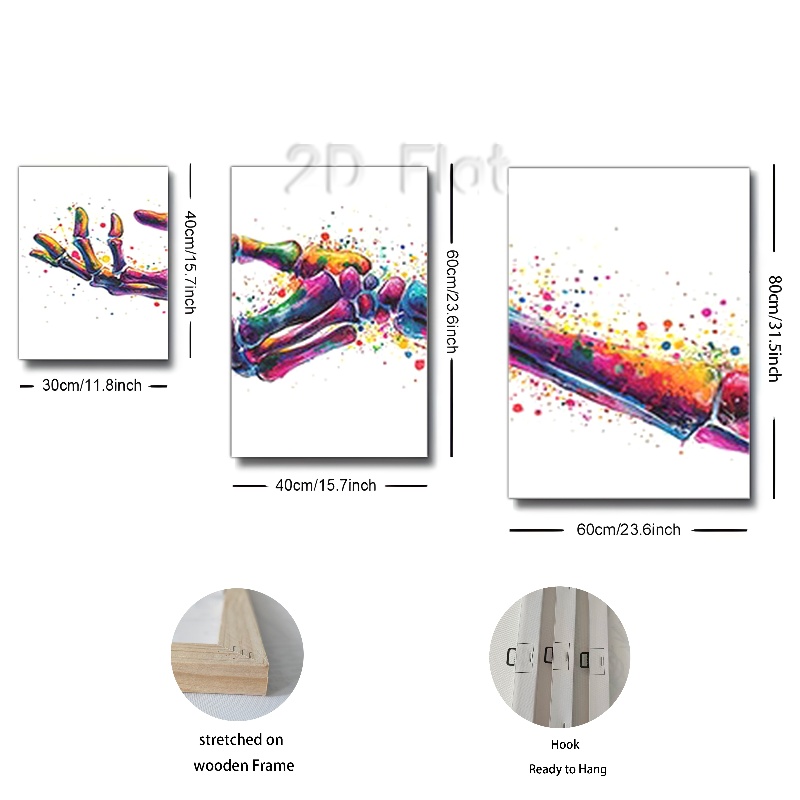 2D Flat
40cm/15.7inch
30cm/11.8inch
60cm/23.6inch
40cm/15.7inch
80cm/31.5inch
60cm/23.6inch
stretched on
wooden Frame
Hook
Ready to Hang